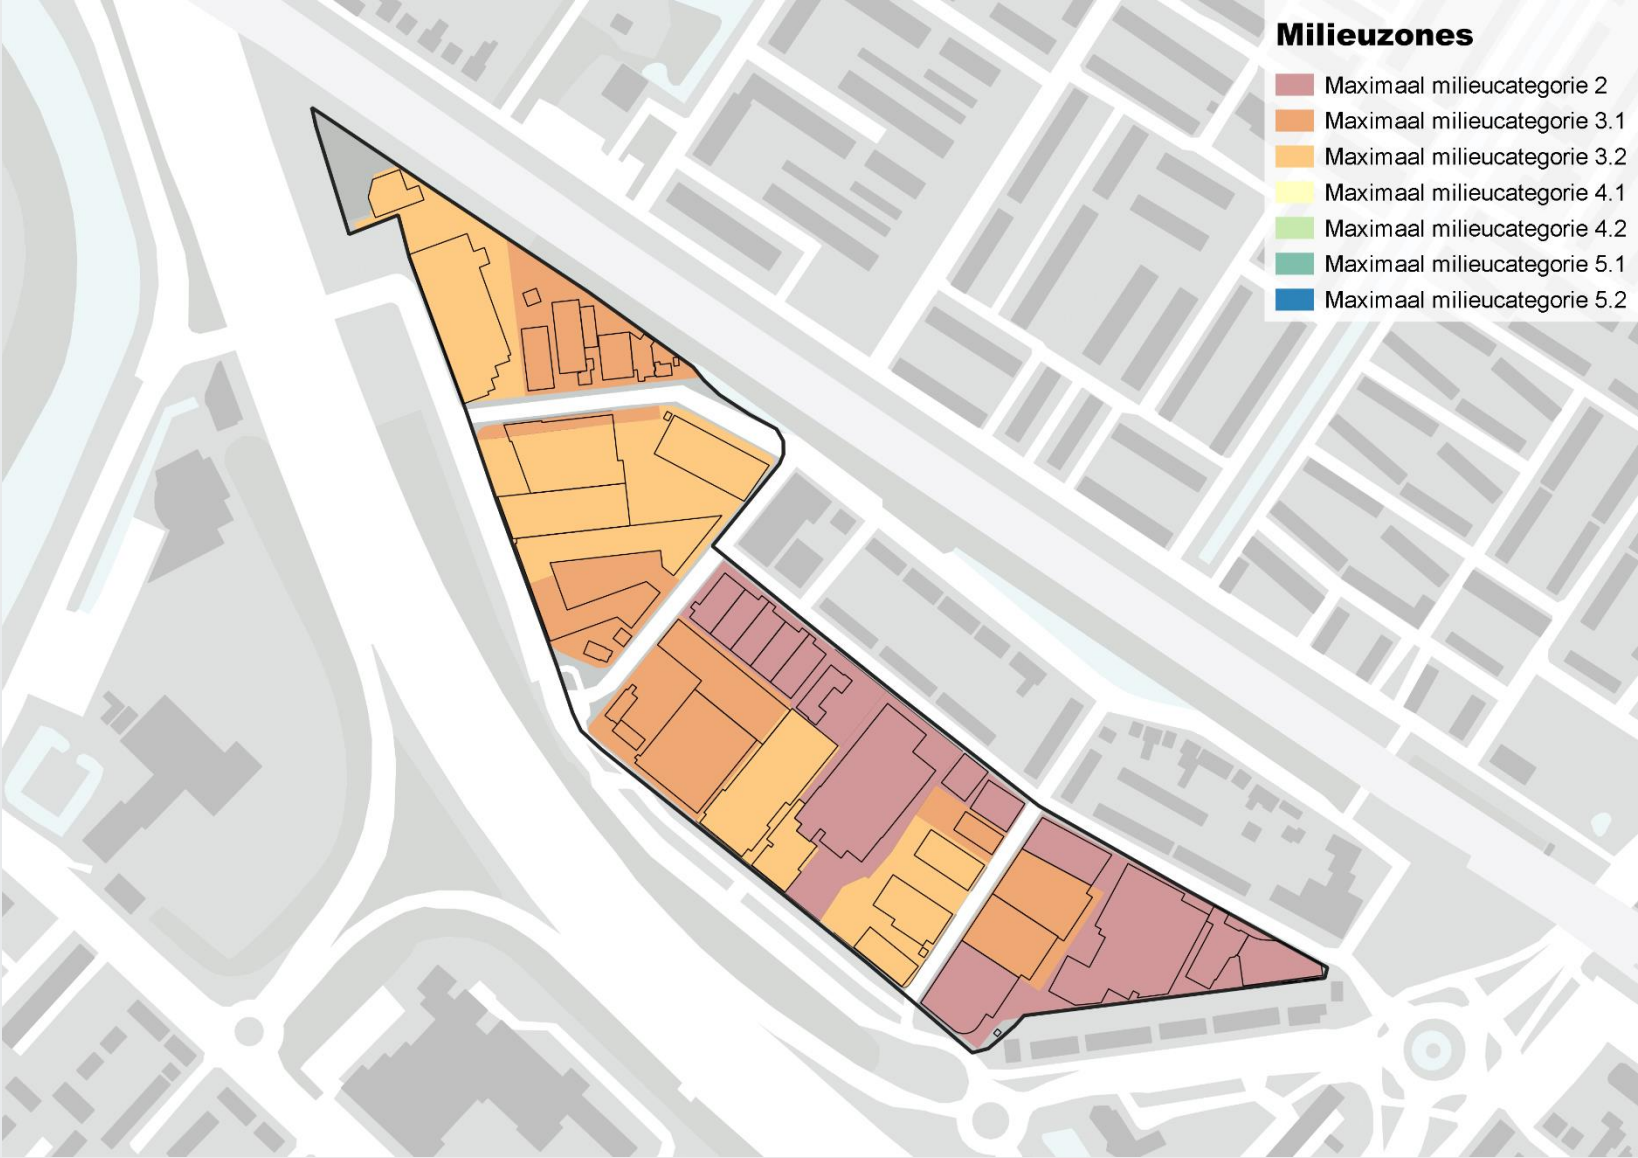 Milieuzones
Maximaal milieucategorie 2
Maximaal milieucategorie 3.1
Maximaal milieucategorie 3.2
Maximaal milieucategorie 4.1
Maximaal milieucategorie 4.2
Maximaal milieucategorie 5.1
Maximaal milieucategorie 5.2